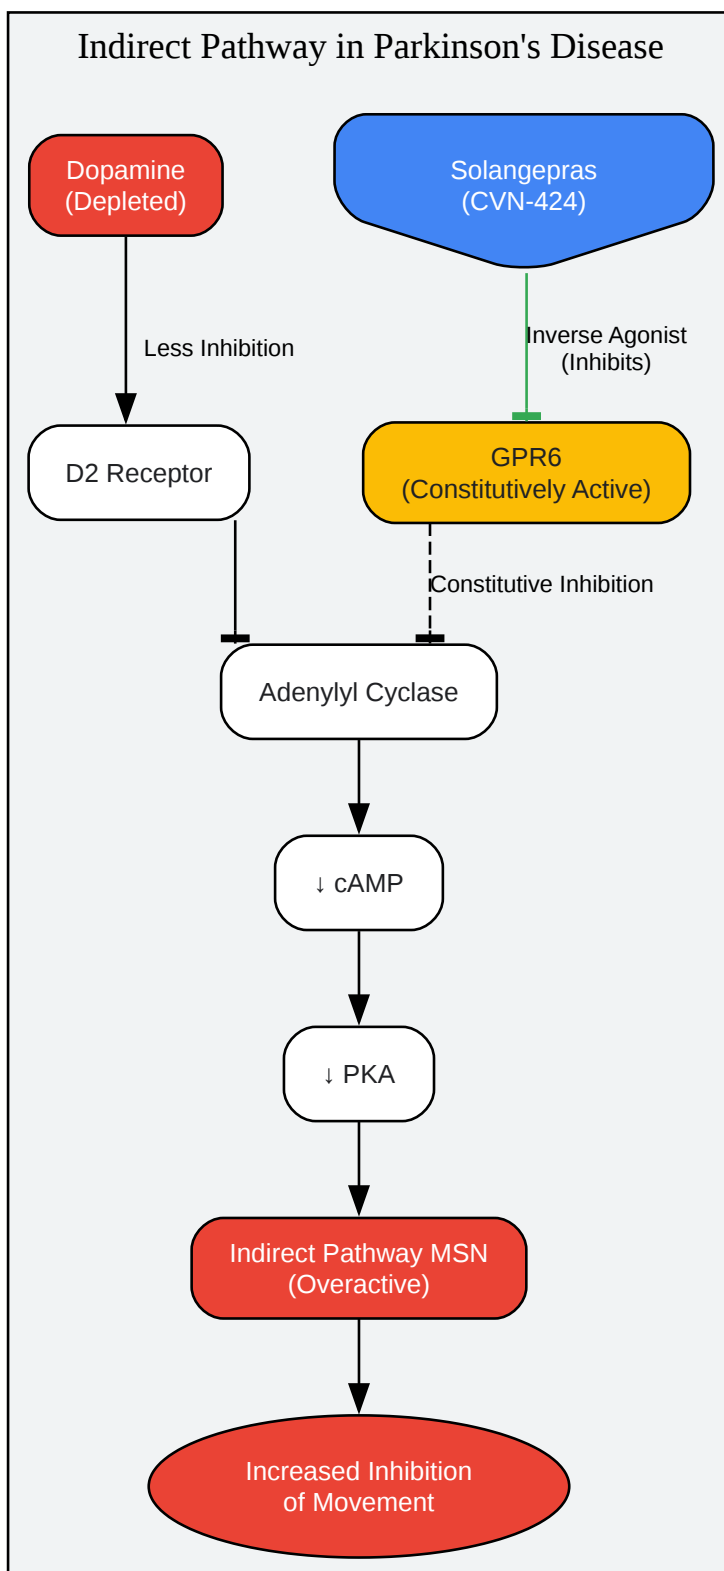 Indirect Pathway in Parkinson's Disease
Dopamine
(Depleted)
Solangepras
(CVN-424)
Less Inhibition
Inverse Agonist
(Inhibits)
D2 Receptor
GPR6
(Constitutively Active)
Constitutive Inhibition
Adenylyl Cyclase
↓ cAMP
↓ PKA
Indirect Pathway MSN
(Overactive)
Increased Inhibition
of Movement